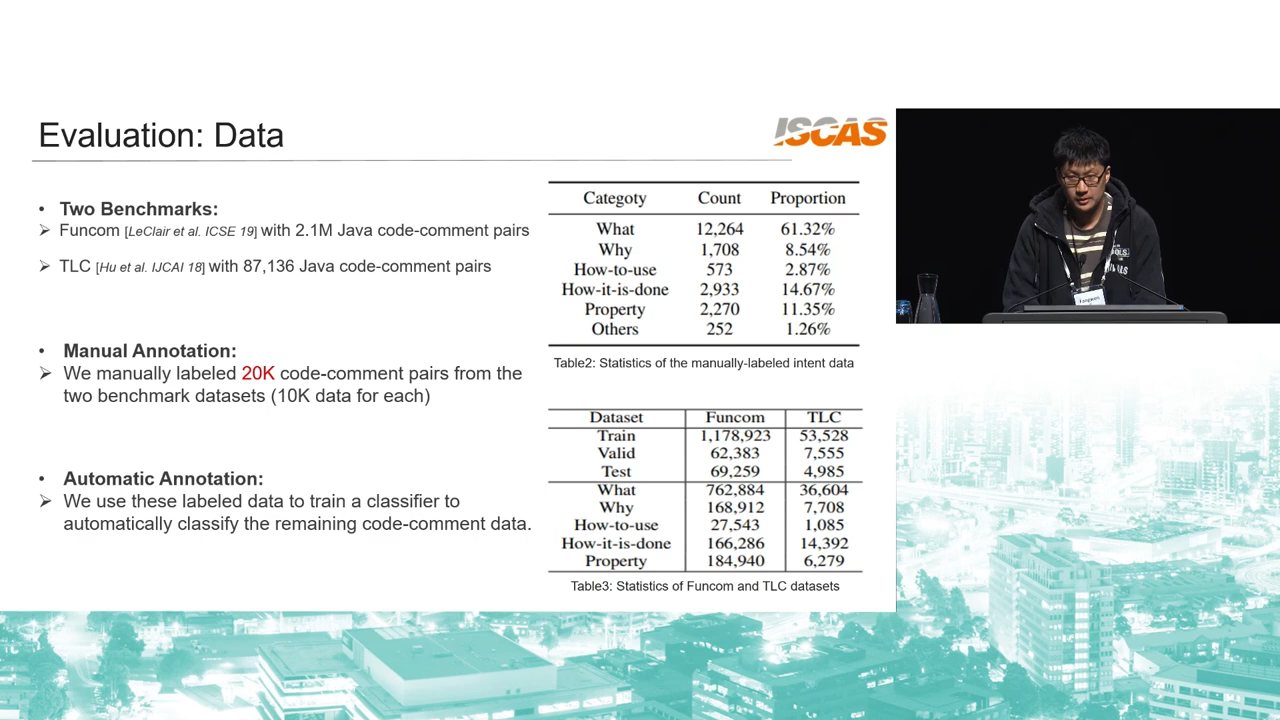 Evaluation: Data
ISCAS
• Two Benchmarks:
➢ Funcom [LeClair et al. ICSE 19] with 2.1M Java code-comment pairs
➢ TLC [Hu et al. IJCAI 18] with 87,136 Java code-comment pairs
• Manual Annotation:
➢ We manually labeled 20K code-comment pairs from the
two benchmark datasets (10K data for each)
• Automatic Annotation:
➢ We use these labeled data to train a classifier to
automatically classify the remaining code-comment data.
Categoty Count Proportion
What 12,264 61.32%
Why 1,708 8.54%
How-to-use 573 2.87%
How-it-is-done 2,933 14.67%
Property 2,270 11.35%
Others 252 1.26%
Table2: Statistics of the manually-labeled intent data
Dataset Funcom TLC
Train 1,178,923 53,528
Valid 62,383 7,555
Test 69,259 4,985
What 762,884 36,604
Why 168,912 7,708
How-to-use 27,543 1,085
How-it-is-done 166,286 14,392
Property 184,940 6,279
Table3: Statistics of Funcom and TLC datasets